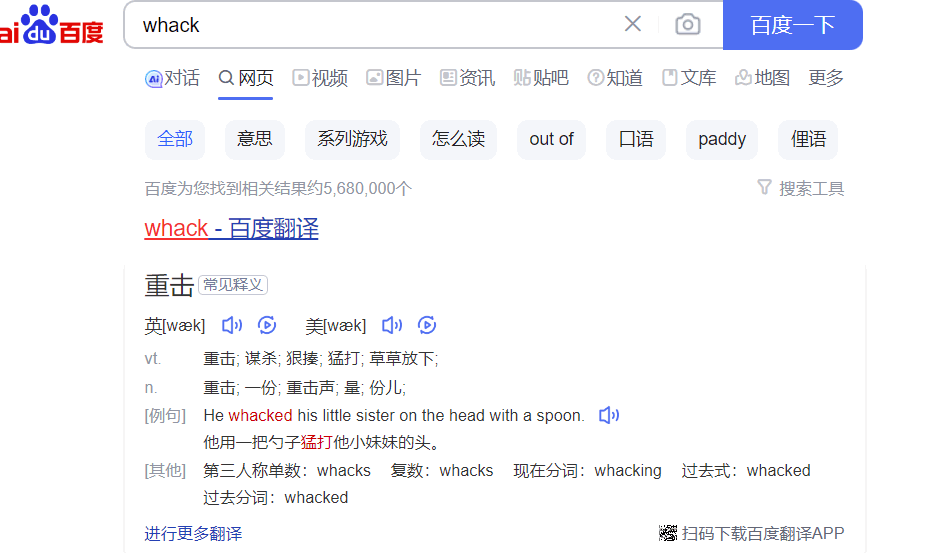 ai du 百度 whack 百度一下
Ai 对话 网页 视频 图片 资讯 贴 贴吧 知道 文库 地图 更多
全部 意思 系列游戏 怎么读 out of 口语 paddy 俚语
百度为您找到相关结果约5,680,000个 搜索工具
whack - 百度翻译
重击 常见释义
英[wæk] 美[wæk]
vt. 重击; 谋杀; 狠揍; 猛打; 草草放下;
n. 重击; 一份; 重击声; 量; 份儿;
[例句] He whacked his little sister on the head with a spoon.
他用一把勺子猛打他小妹妹的头。
[其他] 第三人称单数：whacks 复数：whacks 现在分词：whacking 过去式：whacked
过去分词：whacked
进行更多翻译 扫码下载百度翻译APP